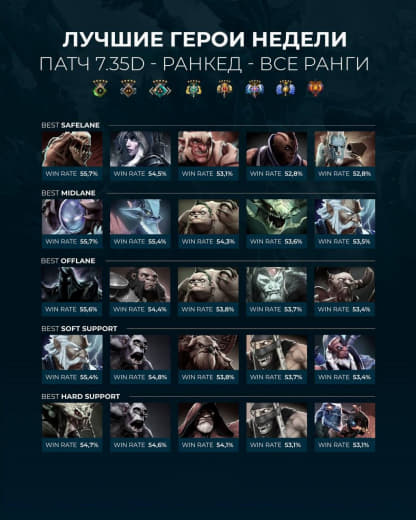 ЛУЧШИЕ ГЕРОИ НЕДЕЛИ
ПАТЧ 7.35D - РАНКЕД - ВСЕ РАНГИ
BEST SAFELANE
WIN RATE 55,7% WIN RATE 54,5% WIN RATE 53,1% WIN RATE 52,8% WIN RATE 52,8%
BEST MIDLANE
WIN RATE 55,7% WIN RATE 55,4% WIN RATE 54,3% WIN RATE 53,6% WIN RATE 53,5%
BEST OFFLANE
WIN RATE 55,6% WIN RATE 54,4% WIN RATE 53,8% WIN RATE 53,7% WIN RATE 53,4%
BEST SOFT SUPPORT
WIN RATE 55,4% WIN RATE 54,8% WIN RATE 53,8% WIN RATE 53,7% WIN RATE 53,4%
BEST HARD SUPPORT
WIN RATE 54,7% WIN RATE 54,6% WIN RATE 54,1% WIN RATE 53,1% WIN RATE 53,1%